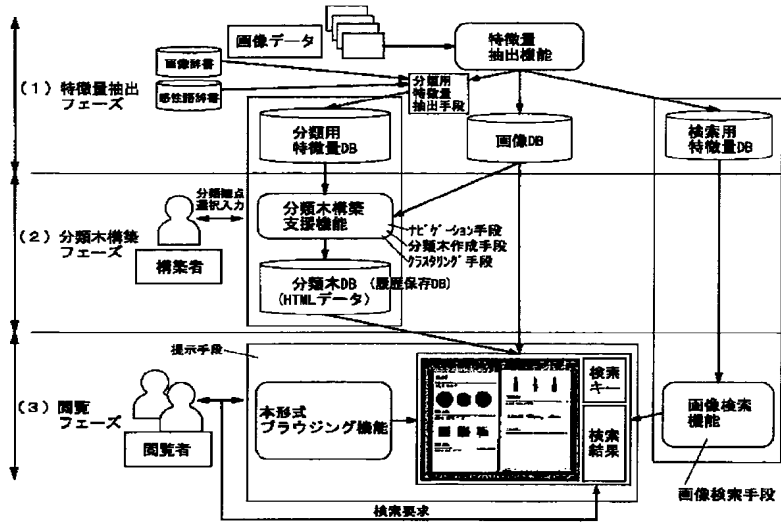 画像データ
特徴量
抽出機能
画像辞書
感性語辞書
(1)特徴量抽出
フェーズ
分類用
特徴量
抽出手段
分類用
特徴量DB
画像DB
検索用
特徴量DB
分類観点
選択入力
(2)分類木構築
フェーズ
構築者
分類木構築
支援機能
ナビゲーション手段
分類木作成手段
クラスタリング手段
分類木DB (履歴保存DB)
(HTMLデータ)
提示手段
(3)閲覧
フェーズ
閲覧者
本形式
ブラウジング機能
検索
キー
検索
結果
画像検索
機能
画像検索手段
検索要求